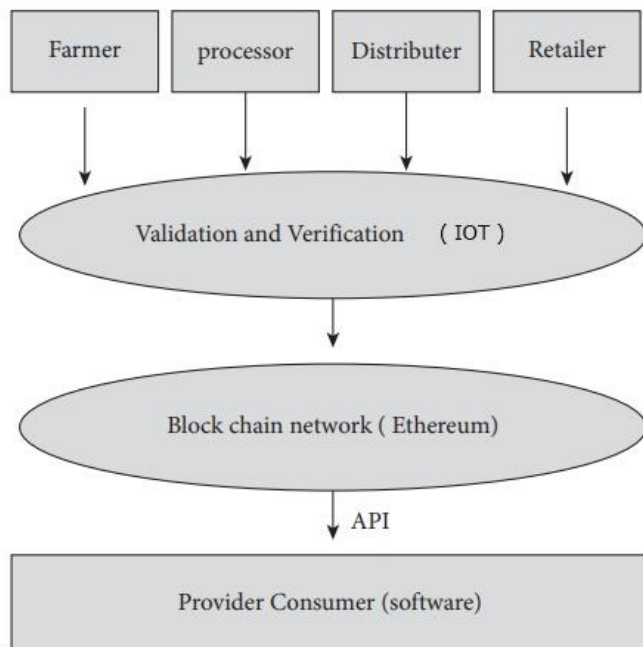 Farmer processor Distributer Retailer
Validation and Verification ( IOT )
Block chain network ( Ethereum)
API
Provider Consumer (software)